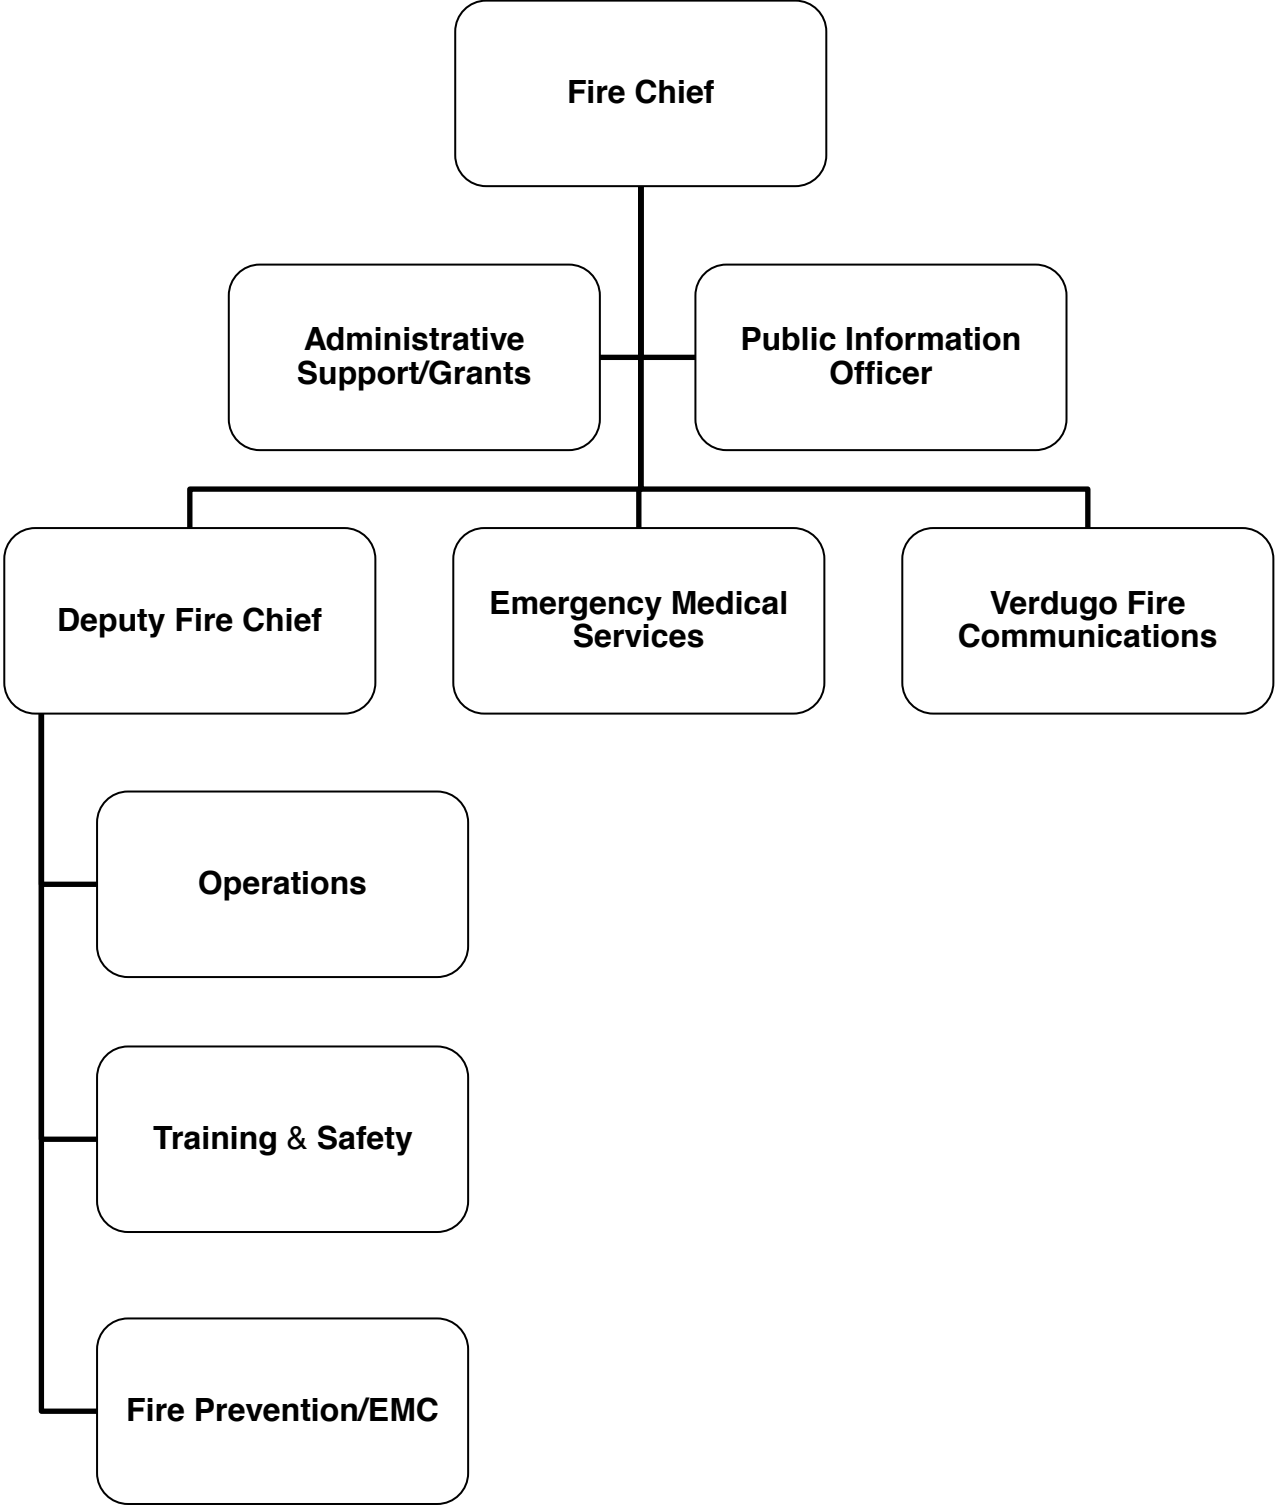 Fire Chief
Administrative
Support/Grants
Public Information
Officer
Deputy Fire Chief
Emergency Medical
Services
Verdugo Fire
Communications
Operations
Training & Safety
Fire Prevention/EMC